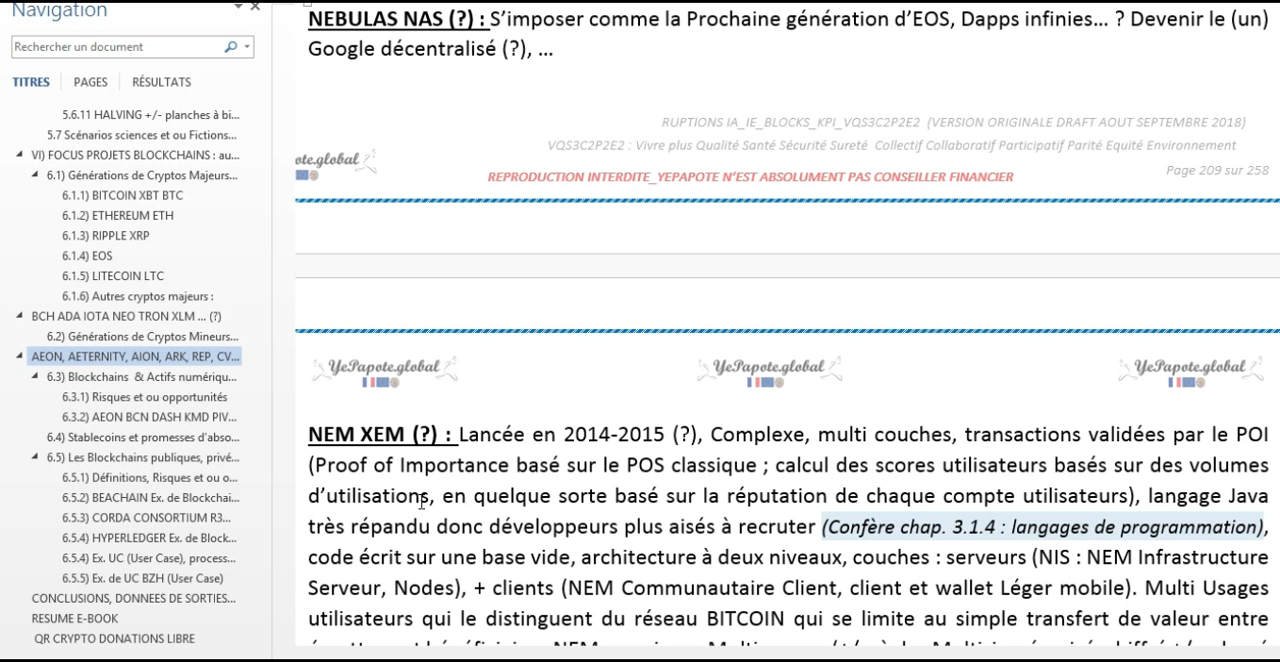 Navigation
Rechercher un document
TITRES PAGES RÉSULTATS
5.6.11 HALVING +/- planches à bi...
5.7 Scénarios sciences et ou Fictions...
VI) FOCUS PROJETS BLOCKCHAINS : au...
6.1) Générations de Cryptos Majeurs...
6.1.1) BITCOIN XBT BTC
6.1.2) ETHEREUM ETH
6.1.3) RIPPLE XRP
6.1.4) EOS
6.1.5) LITECOIN LTC
6.1.6) Autres cryptos majeurs :
BCH ADA IOTA NEO TRON XLM ... (?)
6.2) Générations de Cryptos Mineurs...
AEON, AETERNITY, AION, ARK, REP, CV...
6.3) Blockchains & Actifs numériqu...
6.3.1) Risques et ou opportunités
6.3.2) AEON BCN DASH KMD PIV...
6.4) Stablecoins et promesses d'abso...
6.5) Les Blockchains publiques, privé...
6.5.1) Définitions, Risques et ou o...
6.5.2) BEACHAIN Ex. de Blockchai...
6.5.3) CORDA CONSORTIUM R3...
6.5.4) HYPERLEDGER Ex. de Block...
6.5.4) Ex. UC (User Case), process...
6.5.5) Ex. de UC BZH (User Case)
CONCLUSIONS, DONNEES DE SORTIES...
RESUME E-BOOK
QR CRYPTO DONATIONS LIBRE
NEBULAS NAS (?) : S'imposer comme la Prochaine génération d'EOS, Dapps infinies... ? Devenir le (un)
Google décentralisé (?), ...
RUPTIONS IA_IE_BLOCKS_KPI_VQS3C2P2E2 (VERSION ORIGINALE DRAFT AOUT SEPTEMBRE 2018)
VQS3C2P2E2 : Vivre plus Qualité Santé Sécurité Sureté Collectif Collaboratif Participatif Parité Equité Environnement
ote.global
Page 209 sur 258
REPRODUCTION INTERDITE_YEPAPOTE N'EST ABSOLUMENT PAS CONSEILLER FINANCIER
YePapote.global YePapote.global YePapote.global
NEM XEM (?) : Lancée en 2014-2015 (?), Complexe, multi couches, transactions validées par le POI
(Proof of Importance basé sur le POS classique ; calcul des scores utilisateurs basés sur des volumes
d'utilisations, en quelque sorte basé sur la réputation de chaque compte utilisateurs), langage Java
très répandu donc développeurs plus aisés à recruter (Confère chap. 3.1.4 : langages de programmation),
code écrit sur une base vide, architecture à deux niveaux, couches : serveurs (NIS : NEM Infrastructure
Serveur, Nodes), + clients (NEM Communautaire Client, client et wallet Léger mobile). Multi Usages
utilisateurs qui le distinguent du réseau BITCOIN qui se limite au simple transfert de valeur entre